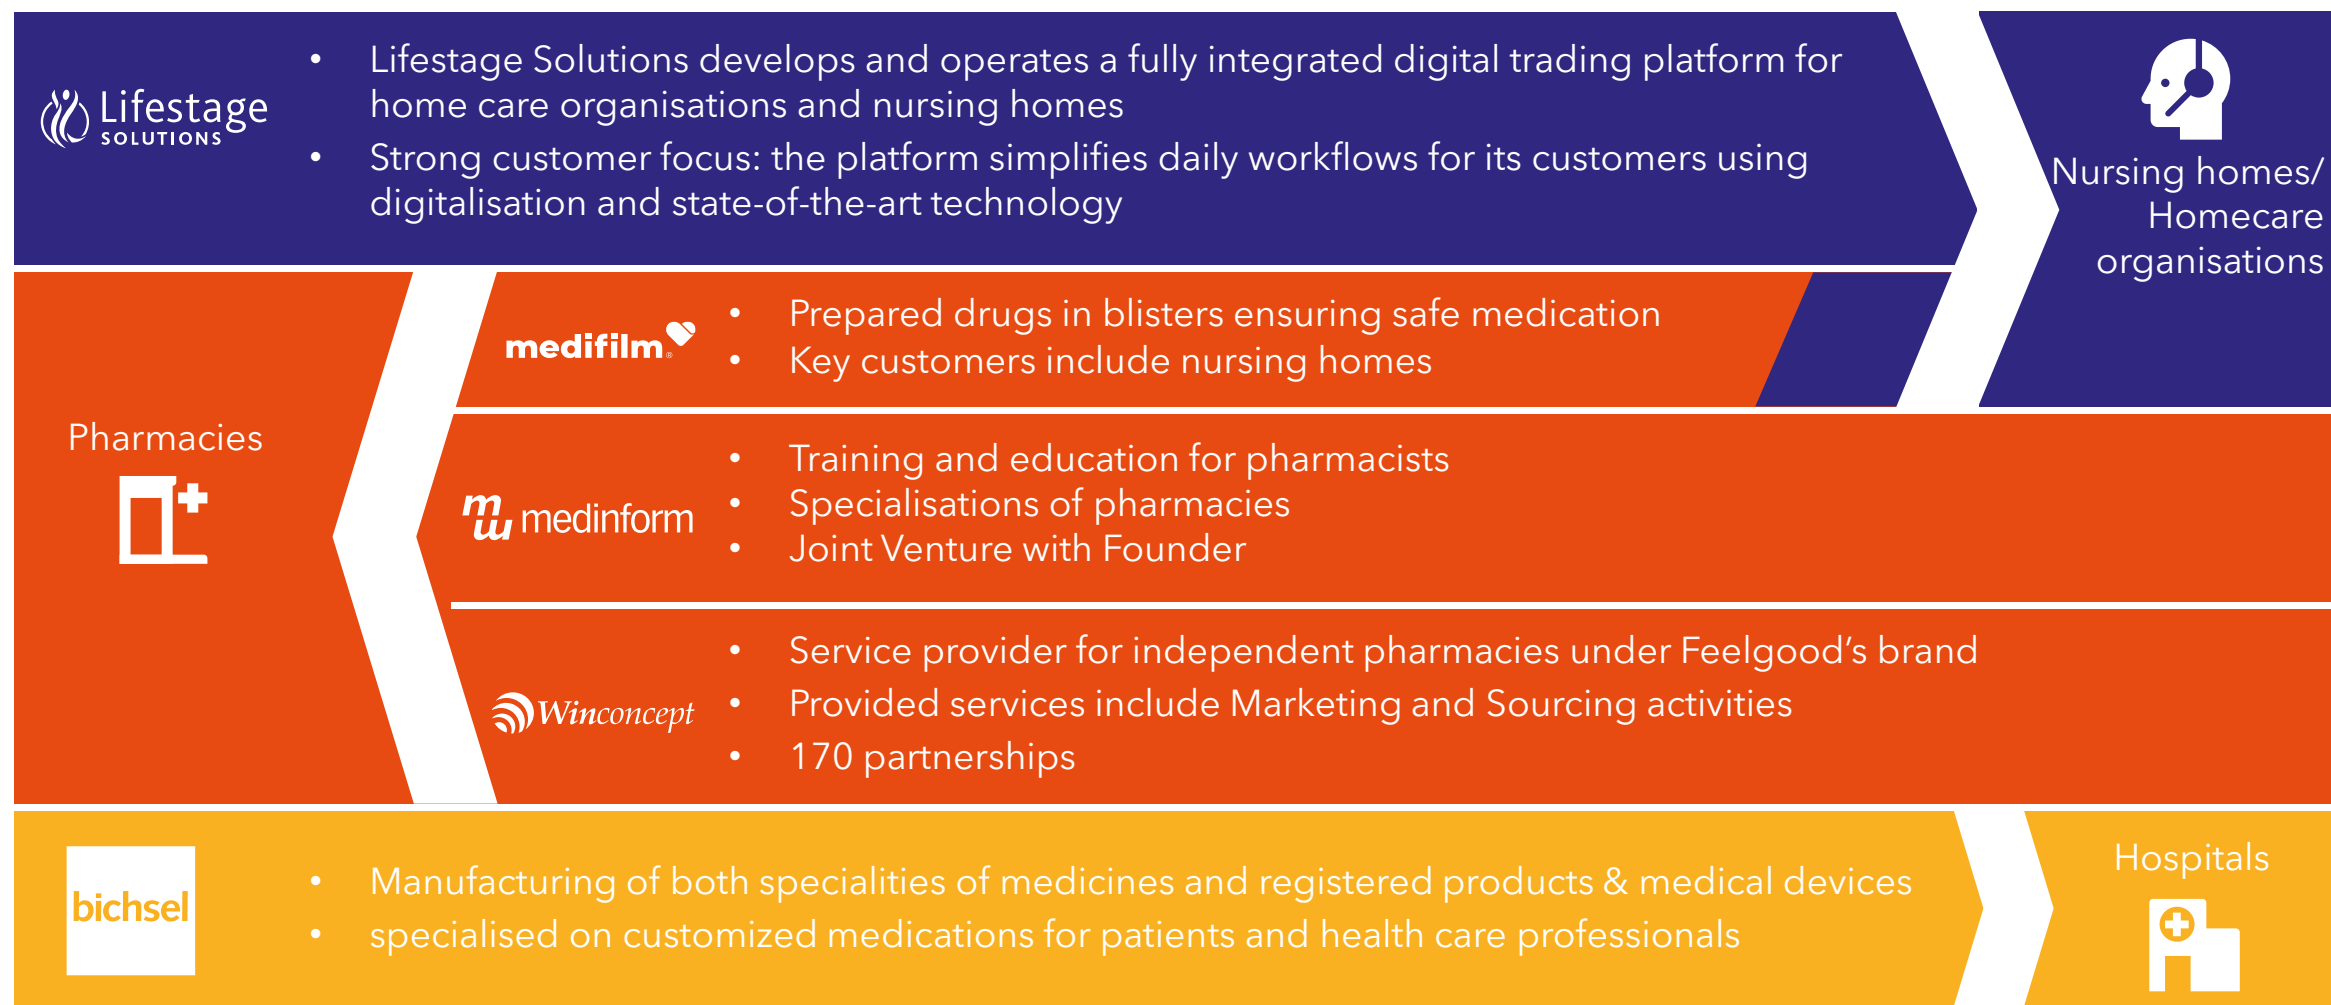 Lifestage
SOLUTIONS
• Lifestage Solutions develops and operates a fully integrated digital trading platform for
home care organisations and nursing homes
• Strong customer focus: the platform simplifies daily workflows for its customers using
digitalisation and state-of-the-art technology
Nursing homes/
Homecare
organisations
Pharmacies
medifilm®
• Prepared drugs in blisters ensuring safe medication
• Key customers include nursing homes
medinform
• Training and education for pharmacists
• Specialisations of pharmacies
• Joint Venture with Founder
Winconcept
• Service provider for independent pharmacies under Feelgood’s brand
• Provided services include Marketing and Sourcing activities
• 170 partnerships
bichsel
• Manufacturing of both specialities of medicines and registered products & medical devices
• specialised on customized medications for patients and health care professionals
Hospitals